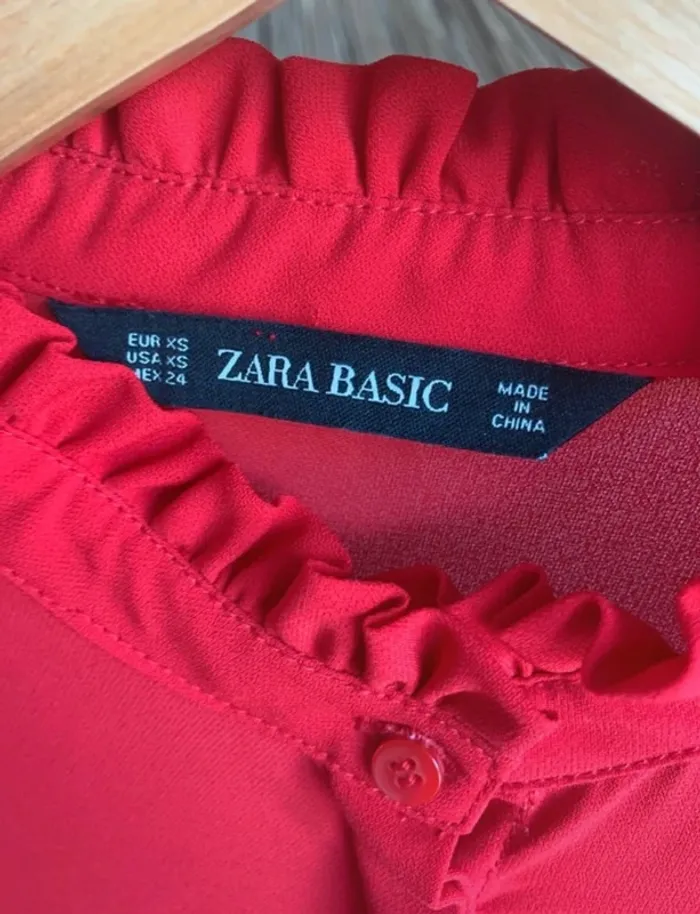 EUR XS
USA XS
MEX 24
ZARA BASIC
MADE
IN
CHINA